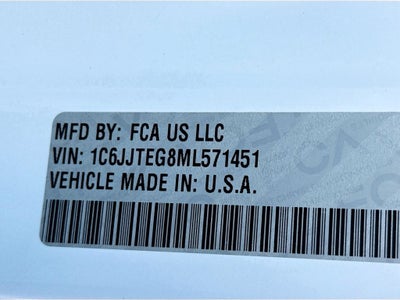 MFD BY: FCA US LLC
VIN: 1C6JJTEG8ML571451
VEHICLE MADE IN: U.S.A.